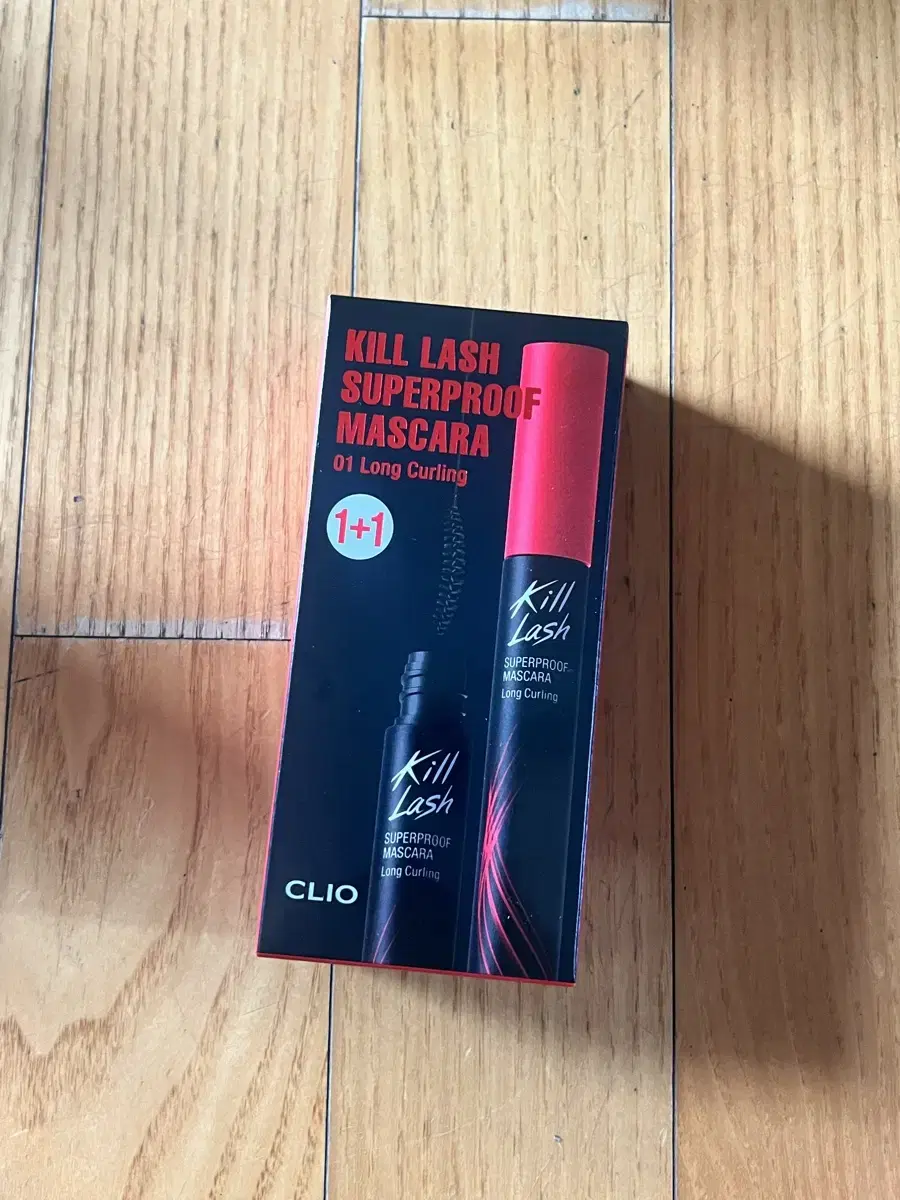 KILL LASH
SUPERPROOF
MASCARA
01 Long Curling
1+1
Kill
Lash
SUPERPROOF
MASCARA
Long Curling
Kill
Lash
SUPERPROOF
MASCARA
Long Curling
CLIO